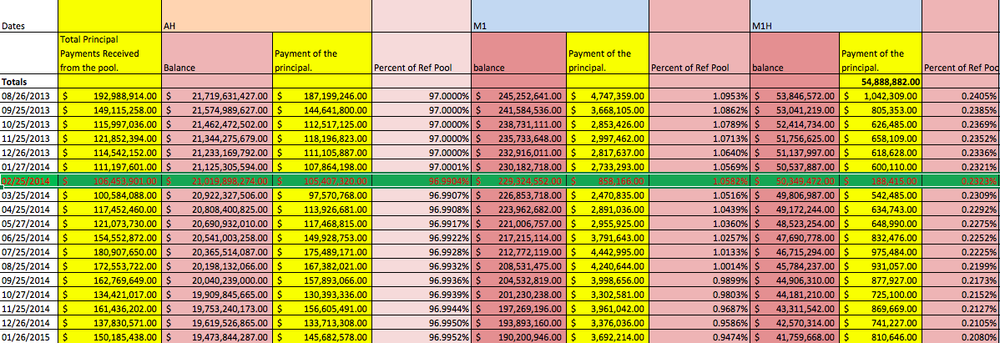 Dates AH M1 M1H
Total Principal
Payments Received Payment of the Payment of the Payment of the
from the pool. Balance principal. Percent of Ref Pool balance principal. Percent of Ref Pool balance principal. Percent of Ref Poo
Totals 54,888,882.00
08/26/2013 $ 192,988,914.00 $ 21,719,631,427.00 $ 187,199,246.00 97.0000% $ 245,252,641.00 $ 4,747,359.00 1.0953% $ 53,846,572.00 $ 1,042,309.00 0.2405%
09/25/2013 $ 149,115,258.00 $ 21,574,989,627.00 $ 144,641,800.00 97.0000% $ 241,584,536.00 $ 3,668,105.00 1.0862% $ 53,041,219.00 $ 805,353.00 0.2385%
10/25/2013 $ 115,997,036.00 $ 21,462,472,502.00 $ 112,517,125.00 97.0000% $ 238,731,111.00 $ 2,853,426.00 1.0789% $ 52,414,734.00 $ 626,485.00 0.2369%
11/25/2013 $ 121,852,394.00 $ 21,344,275,679.00 $ 118,196,823.00 97.0000% $ 235,733,648.00 $ 2,997,462.00 1.0713% $ 51,756,625.00 $ 658,109.00 0.2352%
12/26/2013 $ 114,542,152.00 $ 21,233,169,792.00 $ 111,105,887.00 97.0000% $ 232,916,011.00 $ 2,817,637.00 1.0640% $ 51,137,997.00 $ 618,628.00 0.2336%
01/27/2014 $ 111,197,601.00 $ 21,125,305,594.00 $ 107,864,198.00 97.0001% $ 230,182,718.00 $ 2,733,293.00 1.0569% $ 50,537,887.00 $ 600,110.00 0.2321%
02/25/2014 $ 106,453,901.00 $ 21,019,898,274.00 $ 105,407,320.00 96.9904% $ 229,324,552.00 $ 858,166.00 1.0582% $ 50,349,472.00 $ 188,415.00 0.2323%
03/25/2014 $ 100,584,088.00 $ 20,922,327,506.00 $ 97,570,768.00 96.9907% $ 226,853,718.00 $ 2,470,835.00 1.0516% $ 49,806,987.00 $ 542,485.00 0.2309%
04/25/2014 $ 117,452,460.00 $ 20,808,400,825.00 $ 113,926,681.00 96.9908% $ 223,962,682.00 $ 2,891,036.00 1.0439% $ 49,172,244.00 $ 634,743.00 0.2292%
05/27/2014 $ 121,073,730.00 $ 20,690,932,010.00 $ 117,468,815.00 96.9917% $ 221,006,757.00 $ 2,955,925.00 1.0360% $ 48,523,254.00 $ 648,990.00 0.2275%
06/25/2014 $ 154,552,872.00 $ 20,541,003,258.00 $ 149,928,753.00 96.9922% $ 217,215,114.00 $ 3,791,643.00 1.0257% $ 47,690,778.00 $ 832,476.00 0.2252%
07/25/2014 $ 180,907,650.00 $ 20,365,514,087.00 $ 175,489,171.00 96.9928% $ 212,772,119.00 $ 4,442,995.00 1.0133% $ 46,715,294.00 $ 975,484.00 0.2225%
08/25/2014 $ 172,553,722.00 $ 20,198,132,066.00 $ 167,382,021.00 96.9932% $ 208,531,475.00 $ 4,240,644.00 1.0014% $ 45,784,237.00 $ 931,057.00 0.2199%
09/25/2014 $ 162,769,649.00 $ 20,040,239,000.00 $ 157,893,066.00 96.9936% $ 204,532,819.00 $ 3,998,656.00 0.9899% $ 44,906,310.00 $ 877,927.00 0.2173%
10/27/2014 $ 134,421,017.00 $ 19,909,845,665.00 $ 130,393,336.00 96.9939% $ 201,230,238.00 $ 3,302,581.00 0.9803% $ 44,181,210.00 $ 725,100.00 0.2152%
11/25/2014 $ 161,436,202.00 $ 19,753,240,173.00 $ 156,605,491.00 96.9944% $ 197,269,196.00 $ 3,961,042.00 0.9687% $ 43,311,542.00 $ 869,669.00 0.2127%
12/26/2014 $ 137,830,571.00 $ 19,619,526,865.00 $ 133,713,308.00 96.9950% $ 193,893,160.00 $ 3,376,036.00 0.9586% $ 42,570,314.00 $ 741,227.00 0.2105%
01/26/2015 $ 150,185,438.00 $ 19,473,844,287.00 $ 145,682,578.00 96.9952% $ 190,200,946.00 $ 3,692,214.00 0.9474% $ 41,759,668.00 $ 810,646.00 0.2080%